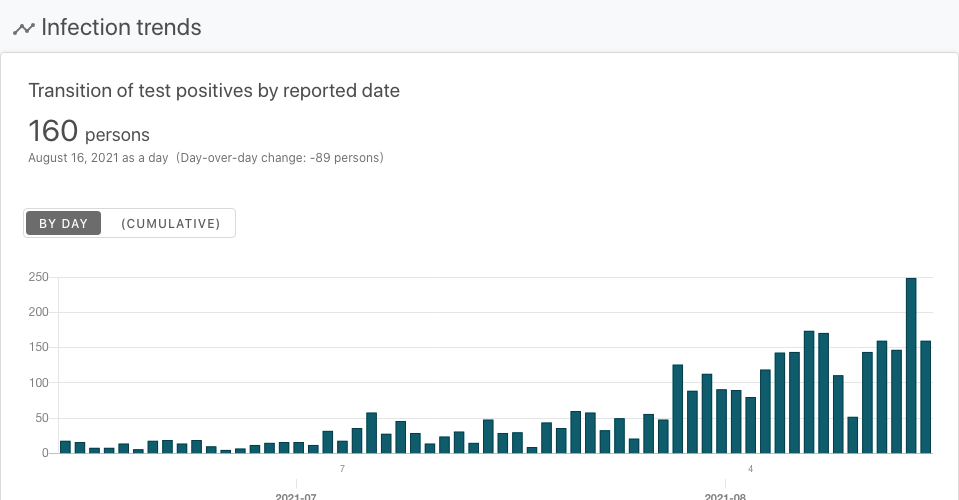 Infection trends
Transition of test positives by reported date
160 persons
August 16, 2021 as a day (Day-over-day change: -89 persons)
BY DAY (CUMULATIVE)
250
200
150
100
50
0
7 4
2021-07 2021-08